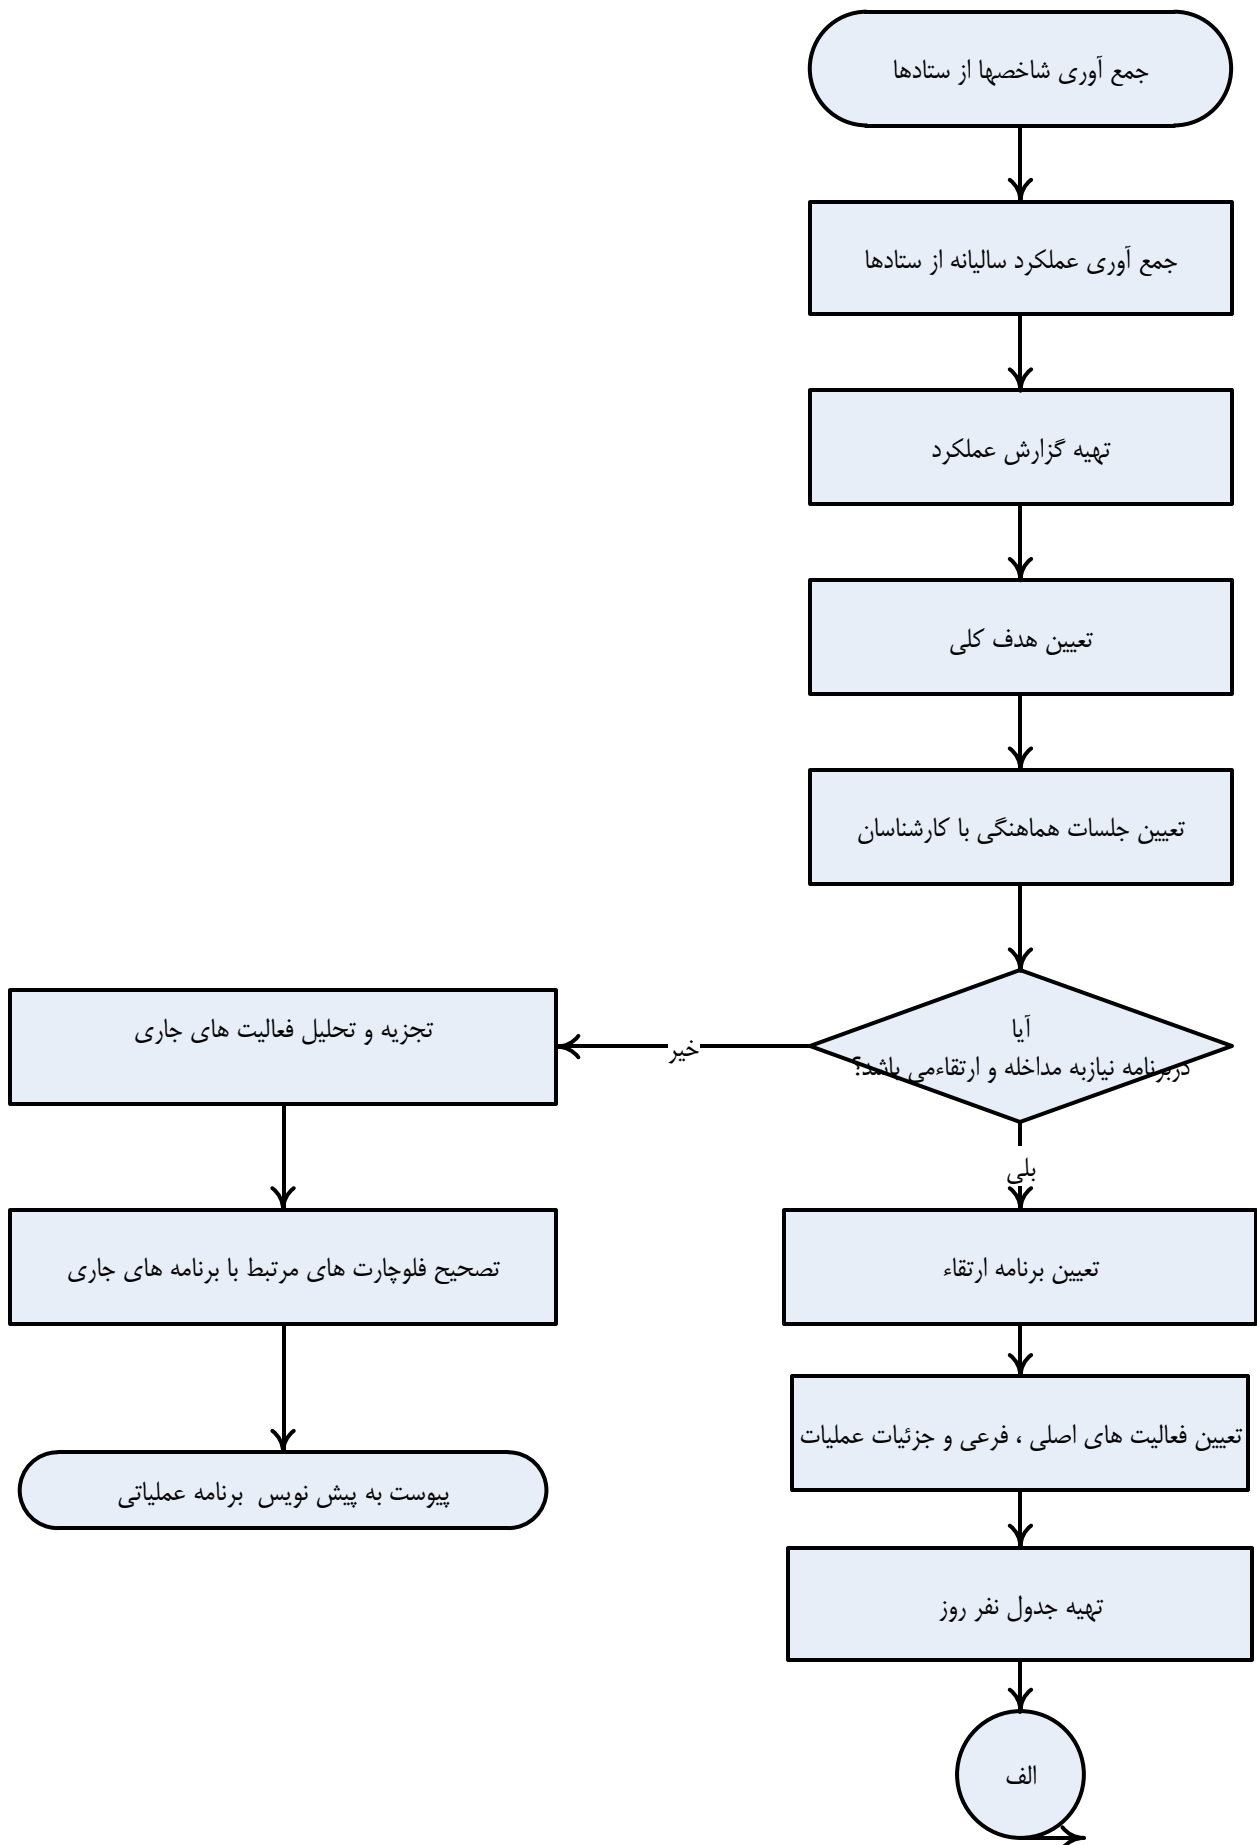 جمع آوری شاخصها از ستادها
جمع آوری عملکرد سالیانه از ستادها
تهیه گزارش عملکرد
تعیین هدف کلی
تعیین جلسات هماهنگی با کارشناسان
آیا
دربرنامه نیازبه مداخله و ارتقاءمی باشد؟
خیر
تجزیه و تحلیل فعالیت های جاری
تصحیح فلوچارت های مرتبط با برنامه های جاری
پیوست به پیش نویس برنامه عملیاتی
بلی
تعیین برنامه ارتقاء
تعیین فعالیت های اصلی ، فرعی و جزئیات عملیات
تهیه جدول نفر روز
الف